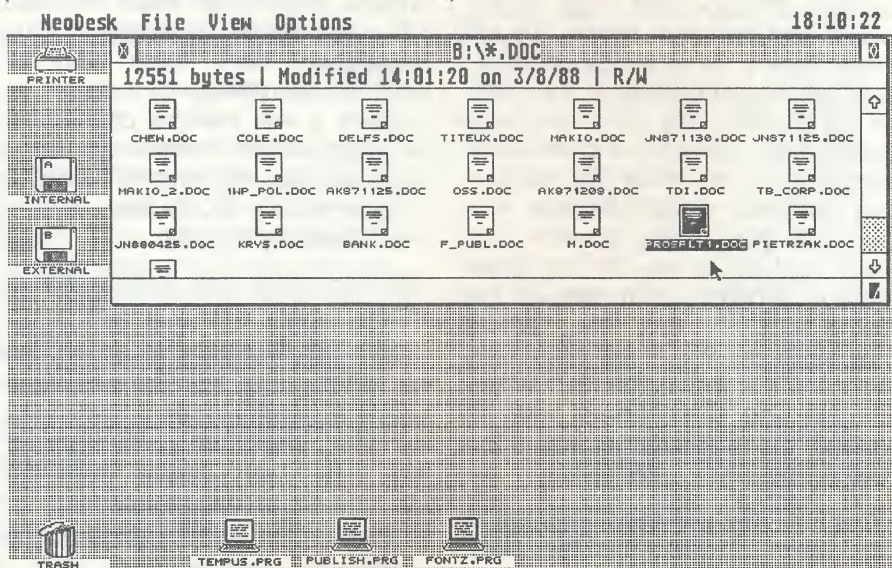 NeoDesk File View Options 18:10:22
B:\*.DOC
12551 bytes | Modified 14:01:20 on 3/8/88 | R/W
PRINTER
CHEW.DOC COLE.DOC DELFS.DOC TITEUX.DOC MAKIO.DOC JN871130.DOC JN871125.DOC
A
INTERNAL
MAKIO_2.DOC 1WP_POL.DOC AK871125.DOC OSS.DOC AK871209.DOC TDI.DOC TB_CORP.DOC
B
EXTERNAL
JN880425.DOC KRYS.DOC BANK.DOC F_PUBL.DOC M.DOC PIETRZAK.DOC
TRASH TEMPUS.PRG PUBLISH.PRG FONTZ.PRG